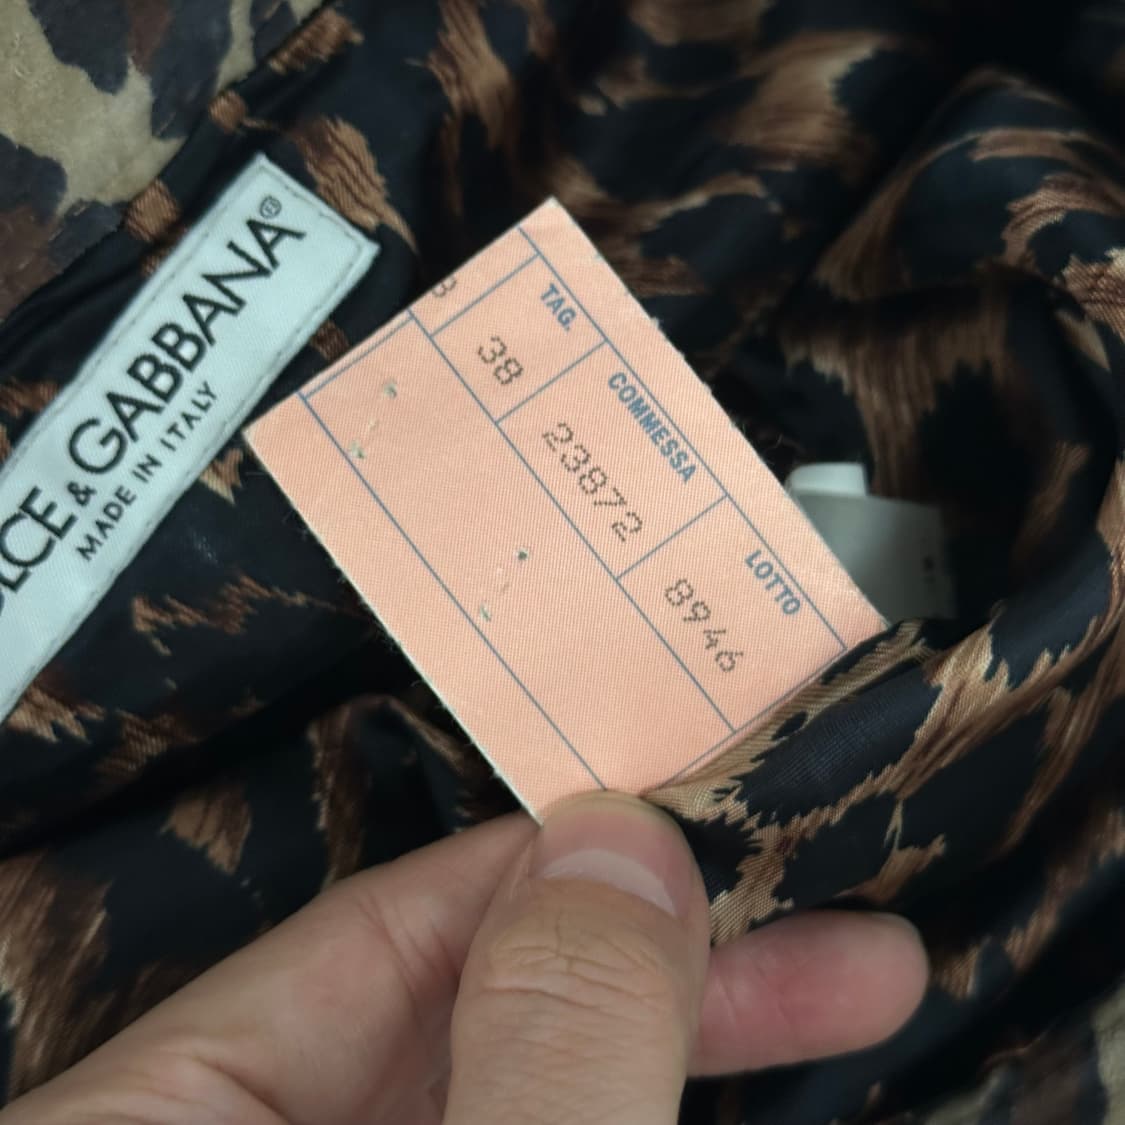 DOLCE & GABBANA®
MADE IN ITALY
TAG. COMMESSA LOTTO
38 23872 8946